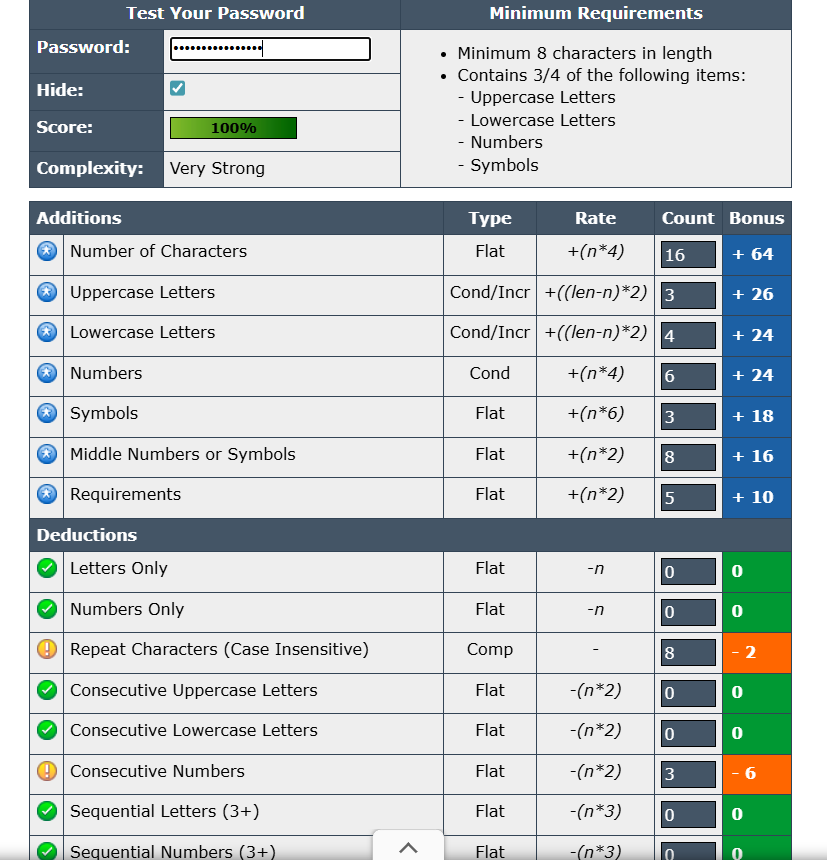 Test Your Password Minimum Requirements
Password: ••••••••••••••••
Hide:
Score: 100%
Complexity: Very Strong
• Minimum 8 characters in length
• Contains 3/4 of the following items:
- Uppercase Letters
- Lowercase Letters
- Numbers
- Symbols
Additions Type Rate Count Bonus
Number of Characters Flat +(n*4) 16 + 64
Uppercase Letters Cond/Incr +((len-n)*2) 3 + 26
Lowercase Letters Cond/Incr +((len-n)*2) 4 + 24
Numbers Cond +(n*4) 6 + 24
Symbols Flat +(n*6) 3 + 18
Middle Numbers or Symbols Flat +(n*2) 8 + 16
Requirements Flat +(n*2) 5 + 10
Deductions
Letters Only Flat -n 0 0
Numbers Only Flat -n 0 0
Repeat Characters (Case Insensitive) Comp - 8 - 2
Consecutive Uppercase Letters Flat -(n*2) 0 0
Consecutive Lowercase Letters Flat -(n*2) 0 0
Consecutive Numbers Flat -(n*2) 3 - 6
Sequential Letters (3+) Flat -(n*3) 0 0
Sequential Numbers (3+) Flat -(n*3) 0 0